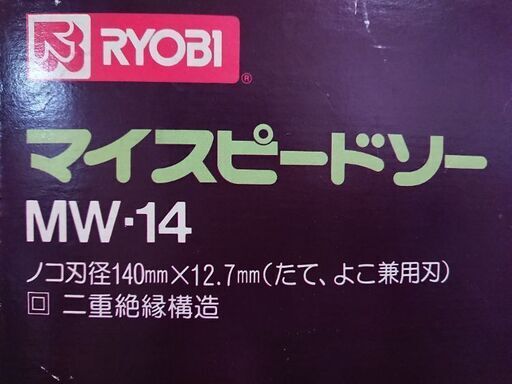 RYOBI®
マイスピードソー
MW・14
ノコ刃径140mm×12.7mm(たて、よこ兼用刃)
回 二重絶縁構造